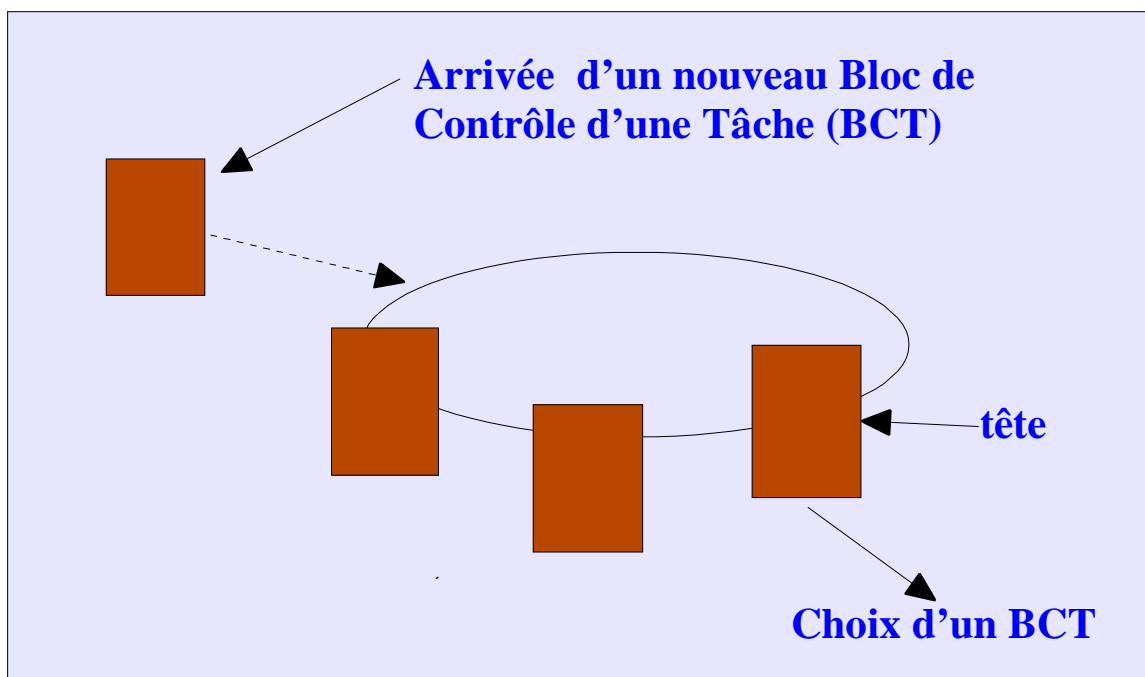 Arrivée d’un nouveau Bloc de
Contrôle d’une Tâche (BCT)
tête
Choix d’un BCT